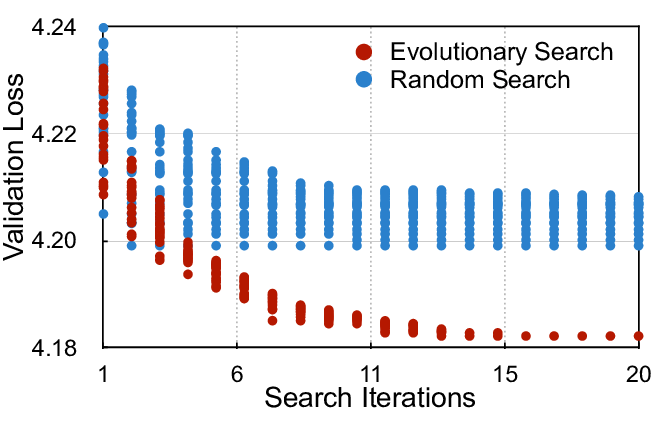 4.24
Evolutionary Search
Random Search
4.22
Validation Loss
4.20
4.18
1 6 11 15 20
Search Iterations